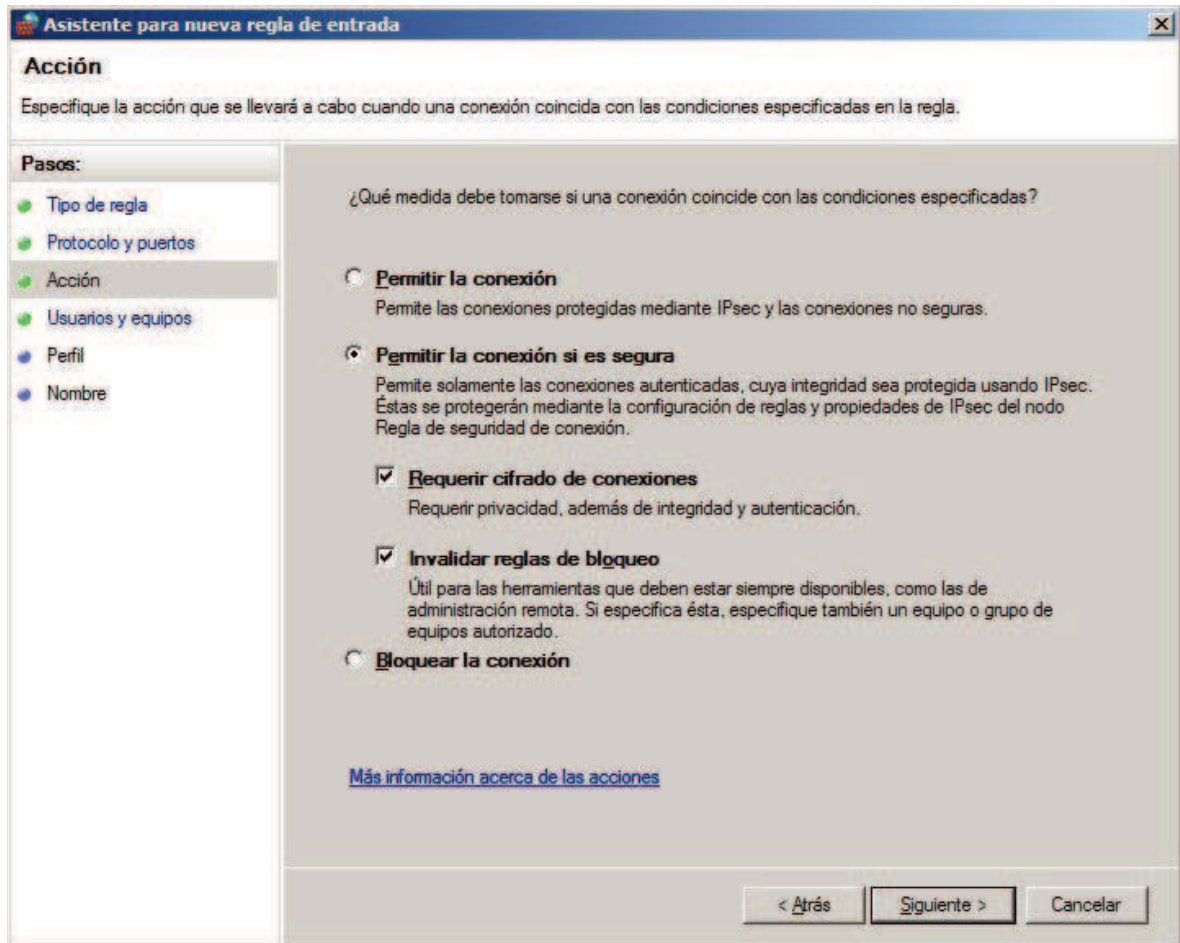 Asistente para nueva regla de entrada
Acción
Especifique la acción que se llevará a cabo cuando una conexión coincida con las condiciones especificadas en la regla.
Pasos:
Tipo de regla
Protocolo y puertos
Acción
Usuarios y equipos
Perfil
Nombre
¿Qué medida debe tomarse si una conexión coincide con las condiciones especificadas?
Permitir la conexión
Permite las conexiones protegidas mediante IPsec y las conexiones no seguras.
Permitir la conexión si es segura
Permite solamente las conexiones autenticadas, cuya integridad sea protegida usando IPsec.
Éstas se protegerán mediante la configuración de reglas y propiedades de IPsec del nodo
Regla de seguridad de conexión.
Requerir cifrado de conexiones
Requerir privacidad, además de integridad y autenticación.
Invalidar reglas de bloqueo
Útil para las herramientas que deben estar siempre disponibles, como las de
administración remota. Si especifica ésta, especifique también un equipo o grupo de
equipos autorizado.
Bloquear la conexión
Más información acerca de las acciones
< Atrás
Siguiente >
Cancelar